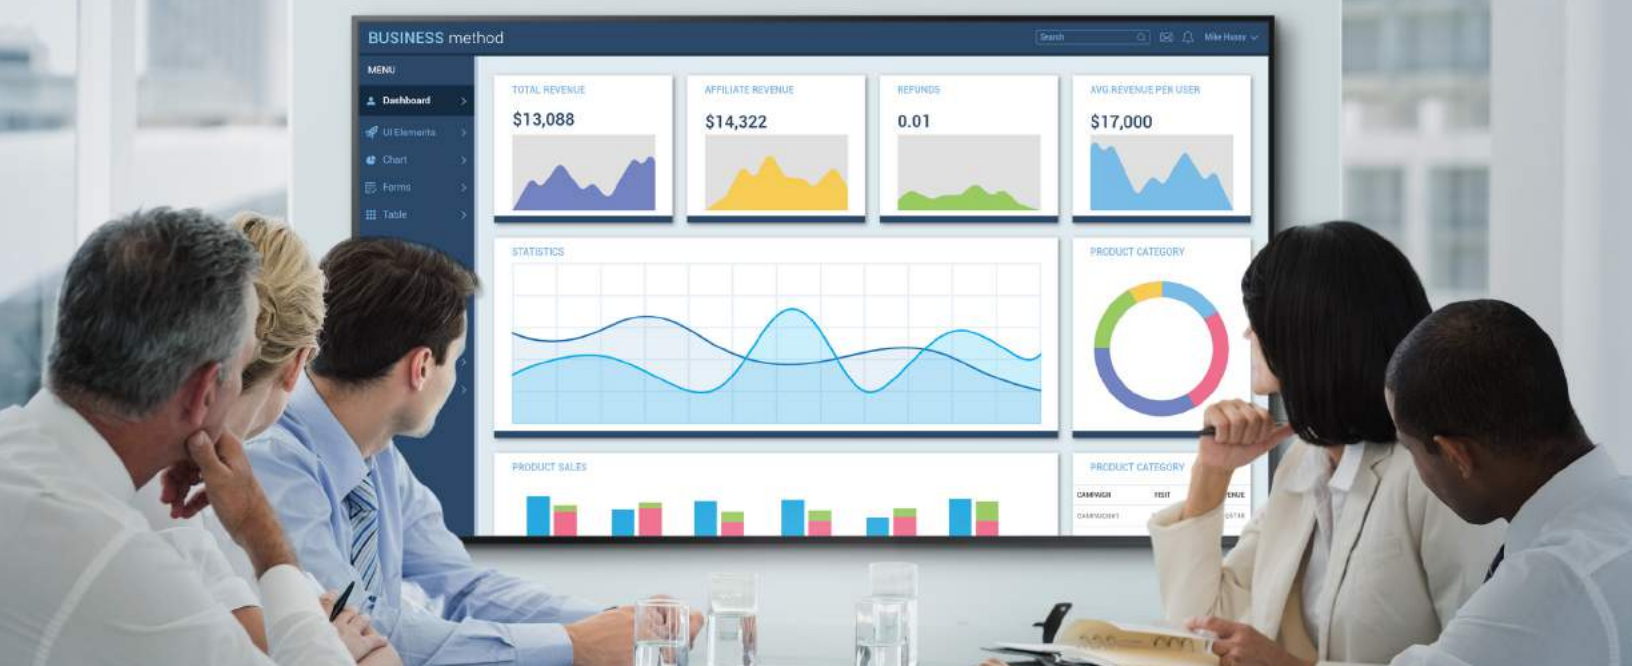 BUSINESS method
Search
Mike Hussy
MENU
Dashboard
UI Elements
Chart
Forms
Table
TOTAL REVENUE
$13,088
AFFILIATE REVENUE
$14,322
REFUNDS
0.01
AVG.REVENUE PER USER
$17,000
STATISTICS
PRODUCT CATEGORY
PRODUCT SALES
PRODUCT CATEGORY
CAMPAIGN